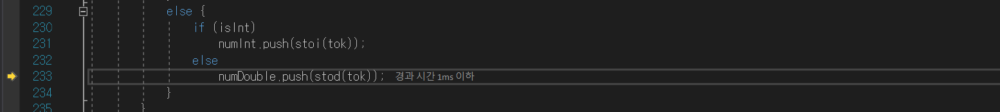 229 else {
230 if (isInt)
231 numInt.push(stoi(tok));
232 else
233 numDouble.push(stod(tok)); 경과 시간 1ms 이하
234 }
235 }